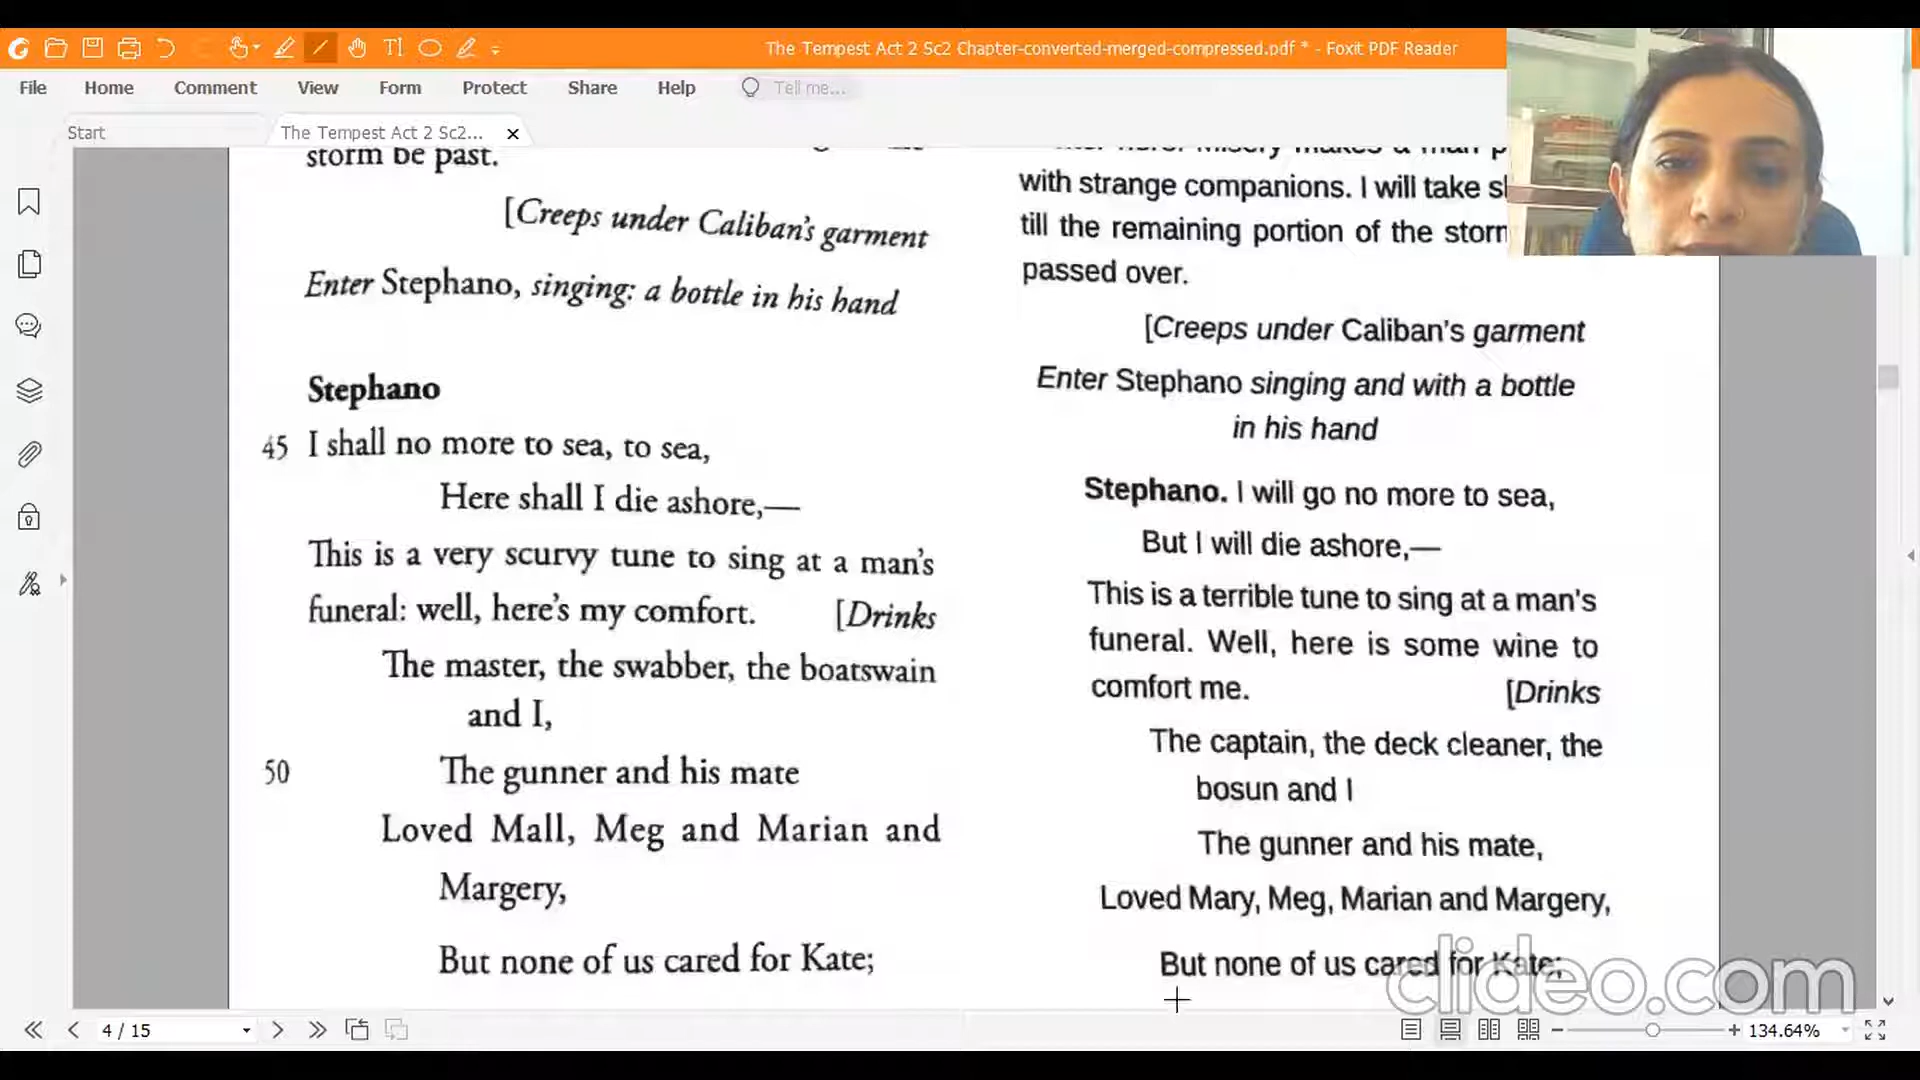 The Tempest Act 2 Sc2 Chapter-converted-merged-compressed.pdf * - Foxit PDF Reader
File Home Comment View Form Protect Share Help Tell me...
Start The Tempest Act 2 Sc2...
storm be past.
[Creeps under Caliban's garment
Enter Stephano, singing: a bottle in his hand
Stephano
45 I shall no more to sea, to sea,
Here shall I die ashore,—
This is a very scurvy tune to sing at a man's
funeral: well, here's my comfort. [Drinks
The master, the swabber, the boatswain
and I,
50 The gunner and his mate
Loved Mall, Meg and Marian and
Margery,
But none of us cared for Kate;
Misery makes a man
with strange companions. I will take
till the remaining portion of the
passed over.
[Creeps under Caliban's garment
Enter Stephano singing and with a bottle
in his hand
Stephano. I will go no more to sea,
But I will die ashore,—
This is a terrible tune to sing at a man's
funeral. Well, here is some wine to
comfort me. [Drinks
The captain, the deck cleaner, the
bosun and I
The gunner and his mate,
Loved Mary, Meg, Marian and Margery,
But none of us cared for Kate;
clideo.com
4 / 15
134.64%